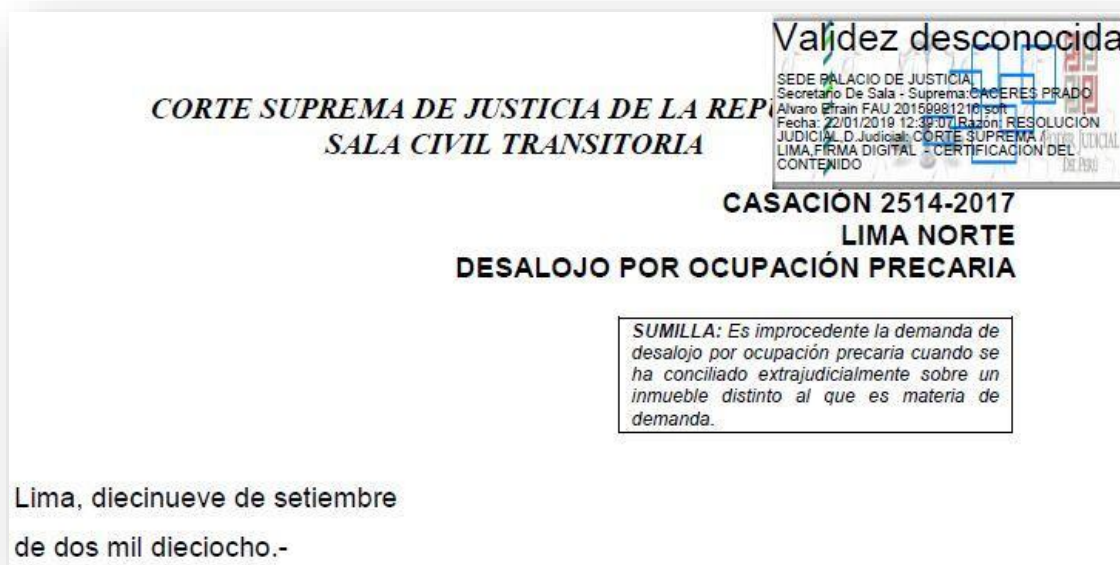 Validez desconocida
SEDE PALACIO DE JUSTICIA,
Secretario De Sala - Suprema:CACERES PRADO
Alvaro Efrain FAU 20159981216 soft
Fecha: 22/01/2019 12:39:07,Razón: RESOLUCIÓN
JUDICIAL,D.Judicial: CORTE SUPREMA /
LIMA,FIRMA DIGITAL - CERTIFICACIÓN DEL
CONTENIDO
PODER JUDICIAL
DEL PERÚ
CORTE SUPREMA DE JUSTICIA DE LA REP
SALA CIVIL TRANSITORIA
CASACIÓN 2514-2017
LIMA NORTE
DESALOJO POR OCUPACIÓN PRECARIA
SUMILLA: Es improcedente la demanda de
desalojo por ocupación precaria cuando se
ha conciliado extrajudicialmente sobre un
inmueble distinto al que es materia de
demanda.
Lima, diecinueve de setiembre
de dos mil dieciocho.-